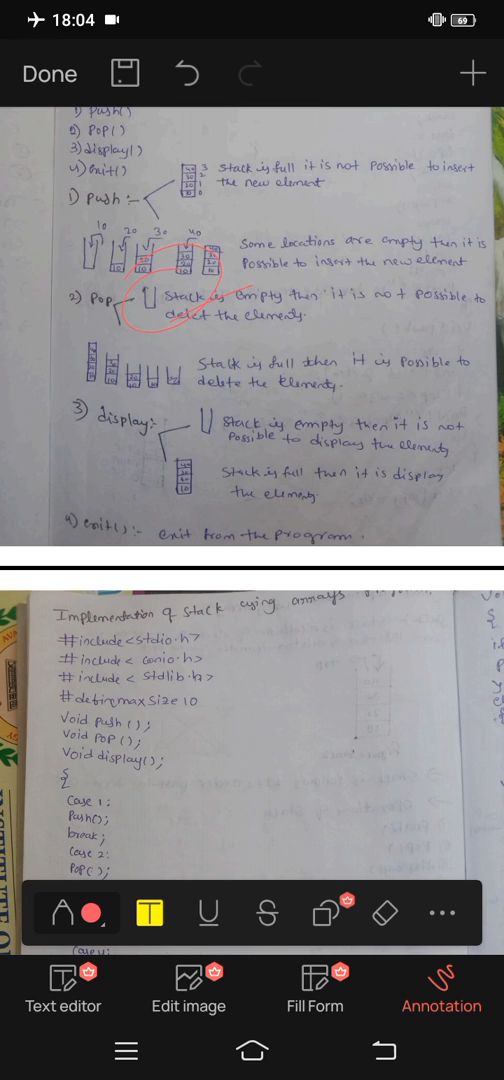 18:04
69
Done
1) Push()
2) POP()
3) display()
4) exit()
1) Push :-
40 3
30 2
20 1
10 0
Stack is full it is not Possible to insert
the new element
10 20 30 40
10
Some locations are empty then it is
Possible to insert the new element
2) Pop
Stack is empty then it is not possible to
delet the elements.
Stack is full then it is possible to
delete the Elements.
3) display:-
Stack is empty then it is not
Possible to display the elements
Stack is full then it is display
the elements.
4) exit():- exit from the Program.
Implementation of stack using arrays
#include<stdio.h>
#include < conio.h>
#include < stdlib.h>
#define maxsize 10
Void push();
Void POP();
Void display();
{
{
Case 1:
Push();
break;
Case 2:
POP();
Case 4:
Text editor
Edit image
Fill Form
Annotation